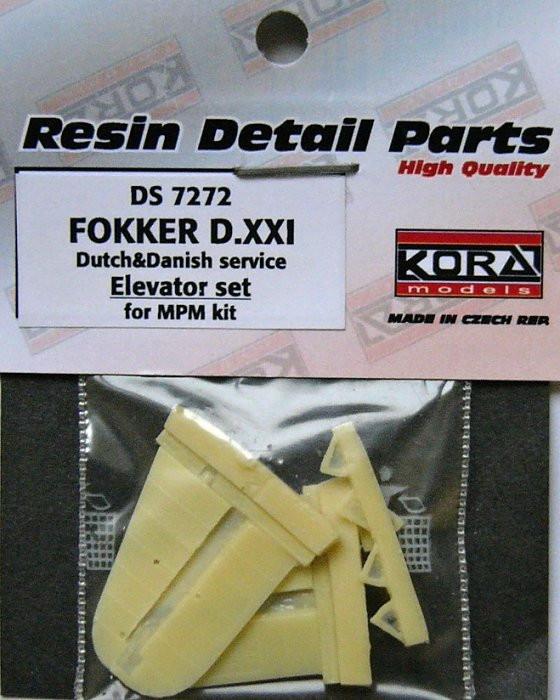 Resin Detail Parts
High Quality
DS 7272
FOKKER D.XXI
Dutch&Danish service
Elevator set
for MPM kit
KORA
models
MADE IN CZECH REP.